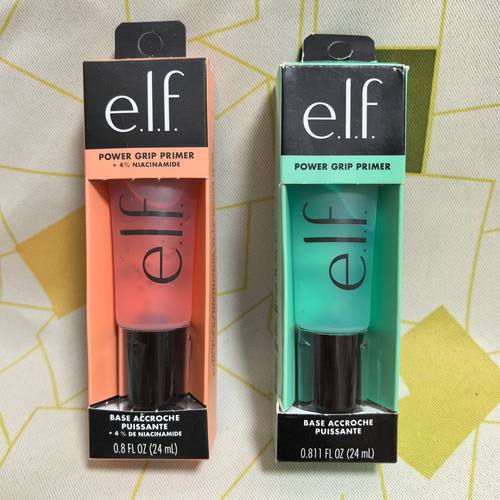 e.l.f.
POWER GRIP PRIMER
+ 4% NIACINAMIDE
e.l.f.
BASE ACCROCHE
PUISSANTE
+ 4 % DE NIACINAMIDE
0.8 FL OZ (24 mL)
e.l.f.
POWER GRIP PRIMER
e.l.f.
BASE ACCROCHE
PUISSANTE
0.811 FL OZ (24 mL)